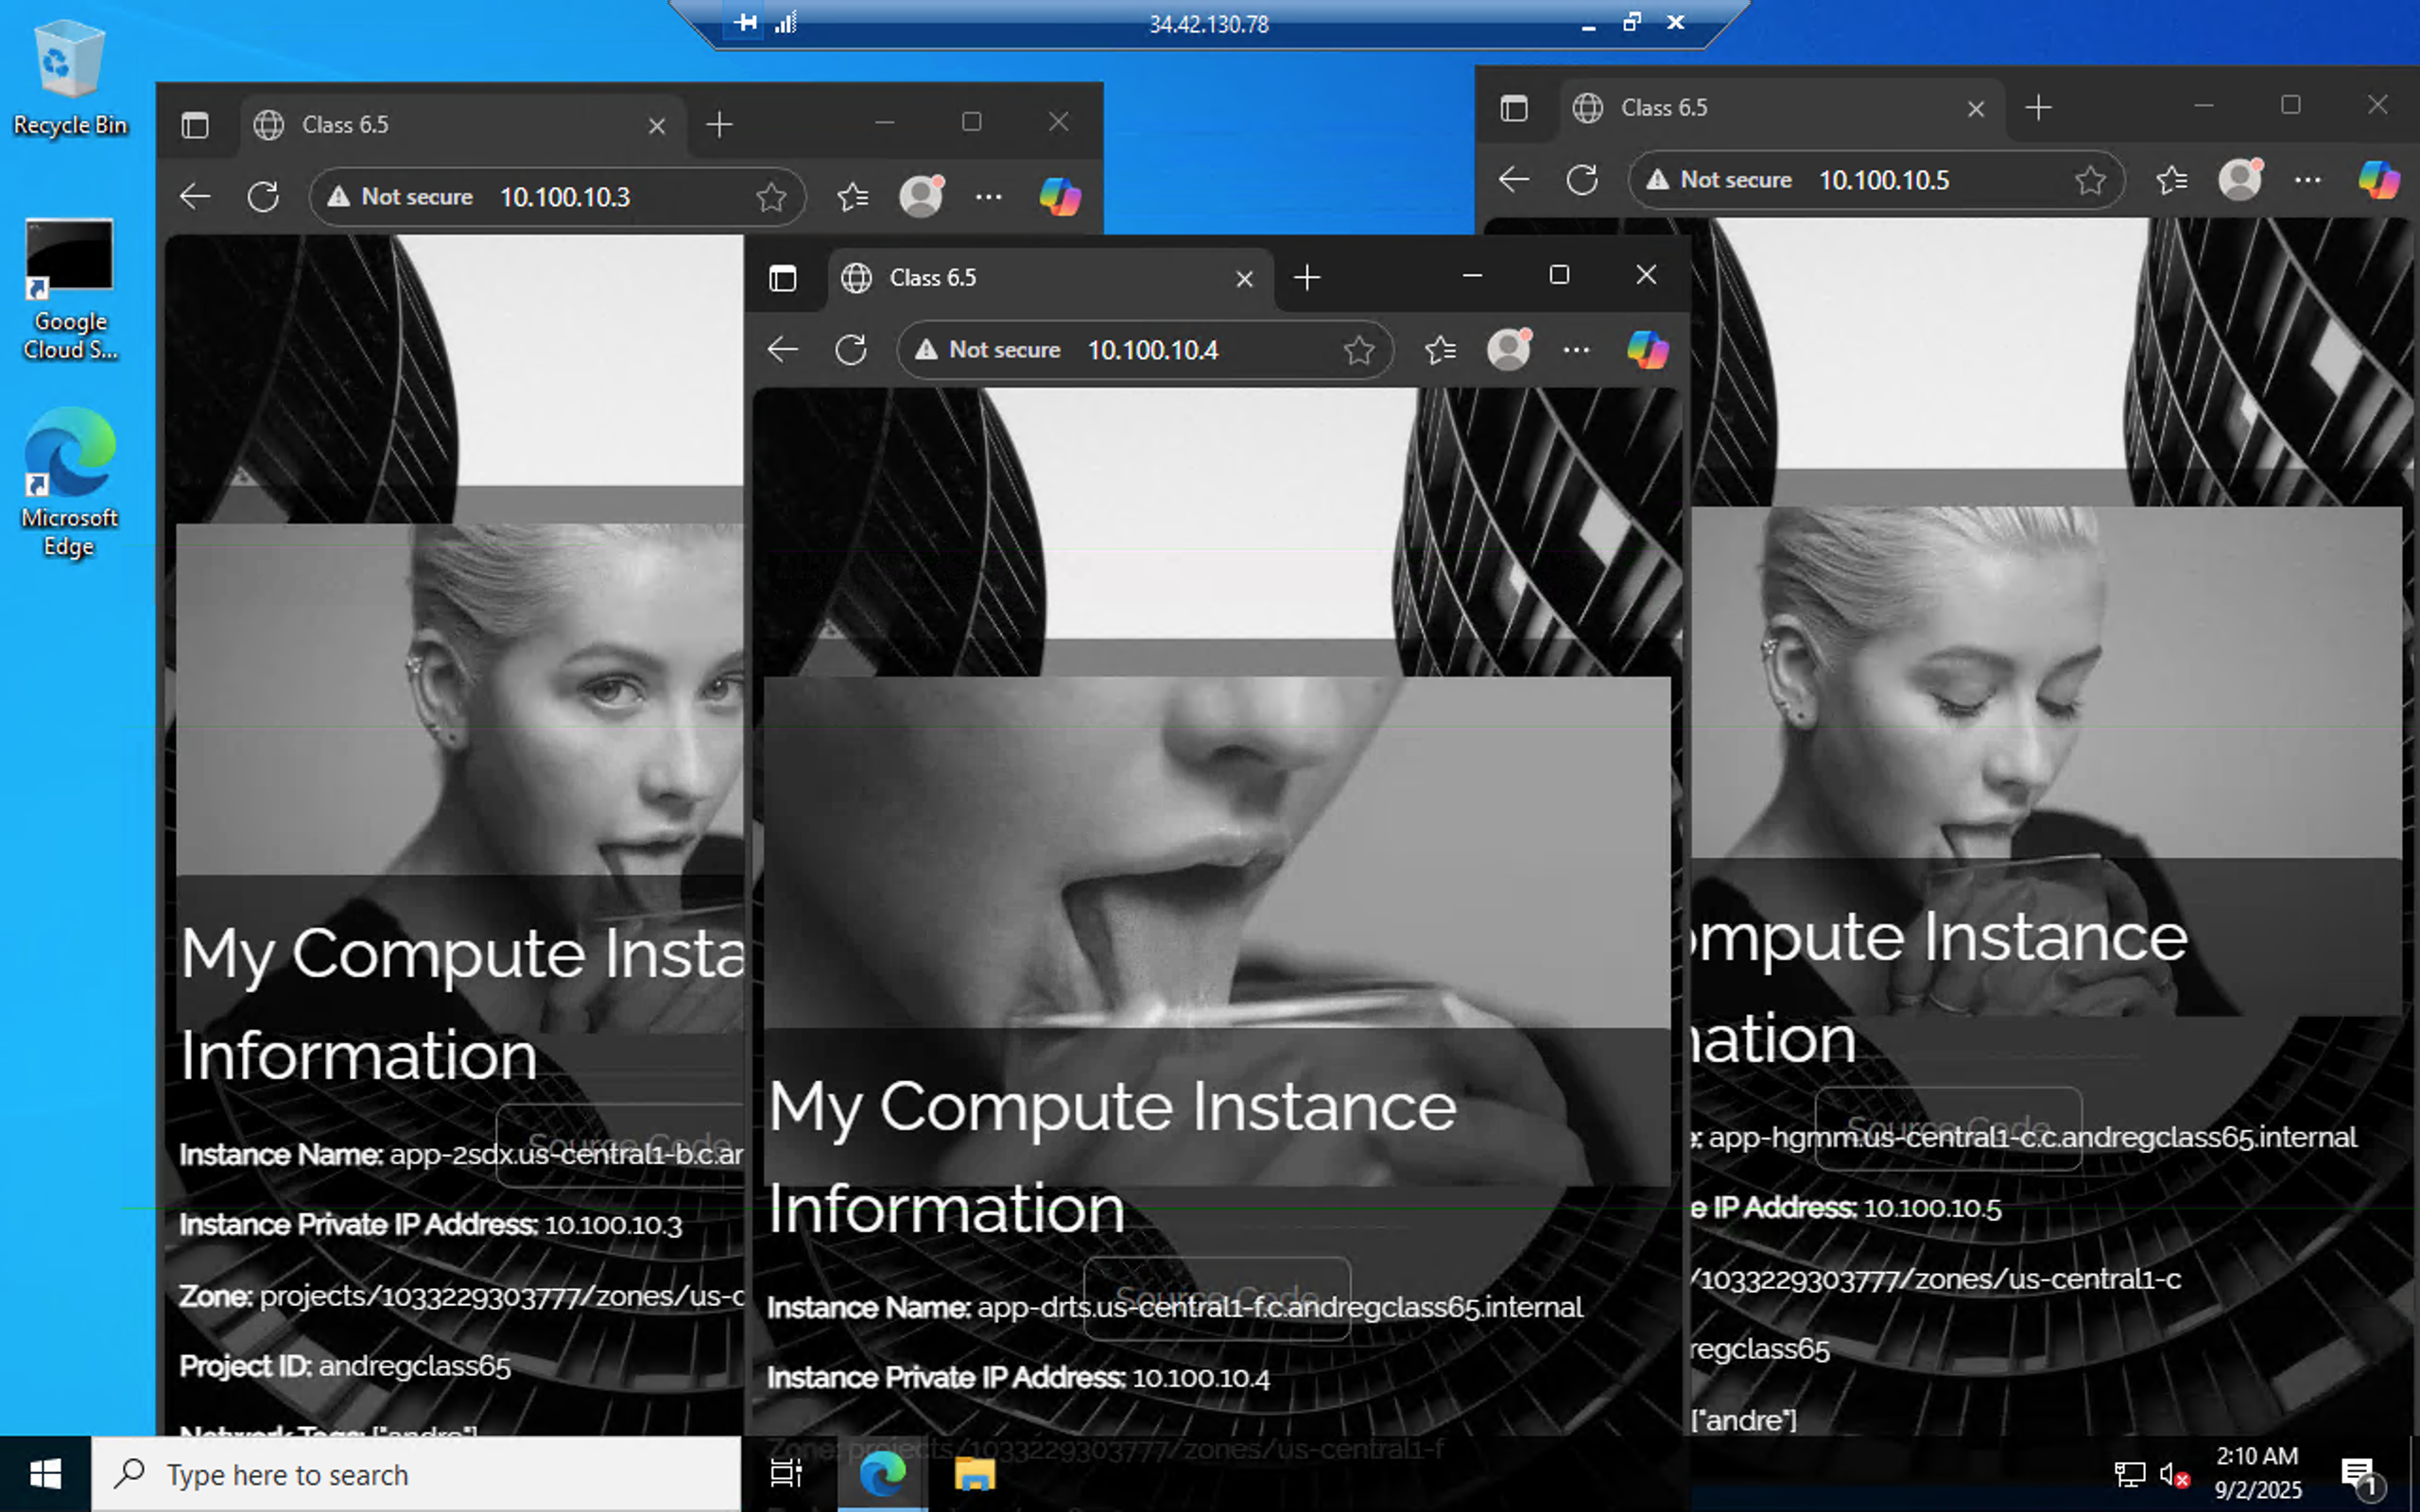 34.42.130.78
Recycle Bin
Google
Cloud S...
Microsoft
Edge
Class 6.5
Not secure
10.100.10.3
My Compute Insta
Information
Source Code
Instance Name: app-2sdx.us-central1-b.c.ar
Instance Private IP Address: 10.100.10.3
Zone: projects/1033229303777/zones/us-c
Project ID: andregclass65
Network Tags: ["andre"]
Class 6.5
Not secure
10.100.10.4
My Compute Instance
Information
Source Code
Instance Name: app-drts.us-central1-f.c.andregclass65.internal
Instance Private IP Address: 10.100.10.4
Zone: projects/1033229303777/zones/us-central1-f
Class 6.5
Not secure
10.100.10.5
ompute Instance
nation
Source Code
: app-hgmm.us-central1-c.c.andregclass65.internal
e IP Address: 10.100.10.5
/1033229303777/zones/us-central1-c
regclass65
["andre"]
Type here to search
2:10 AM
9/2/2025
1